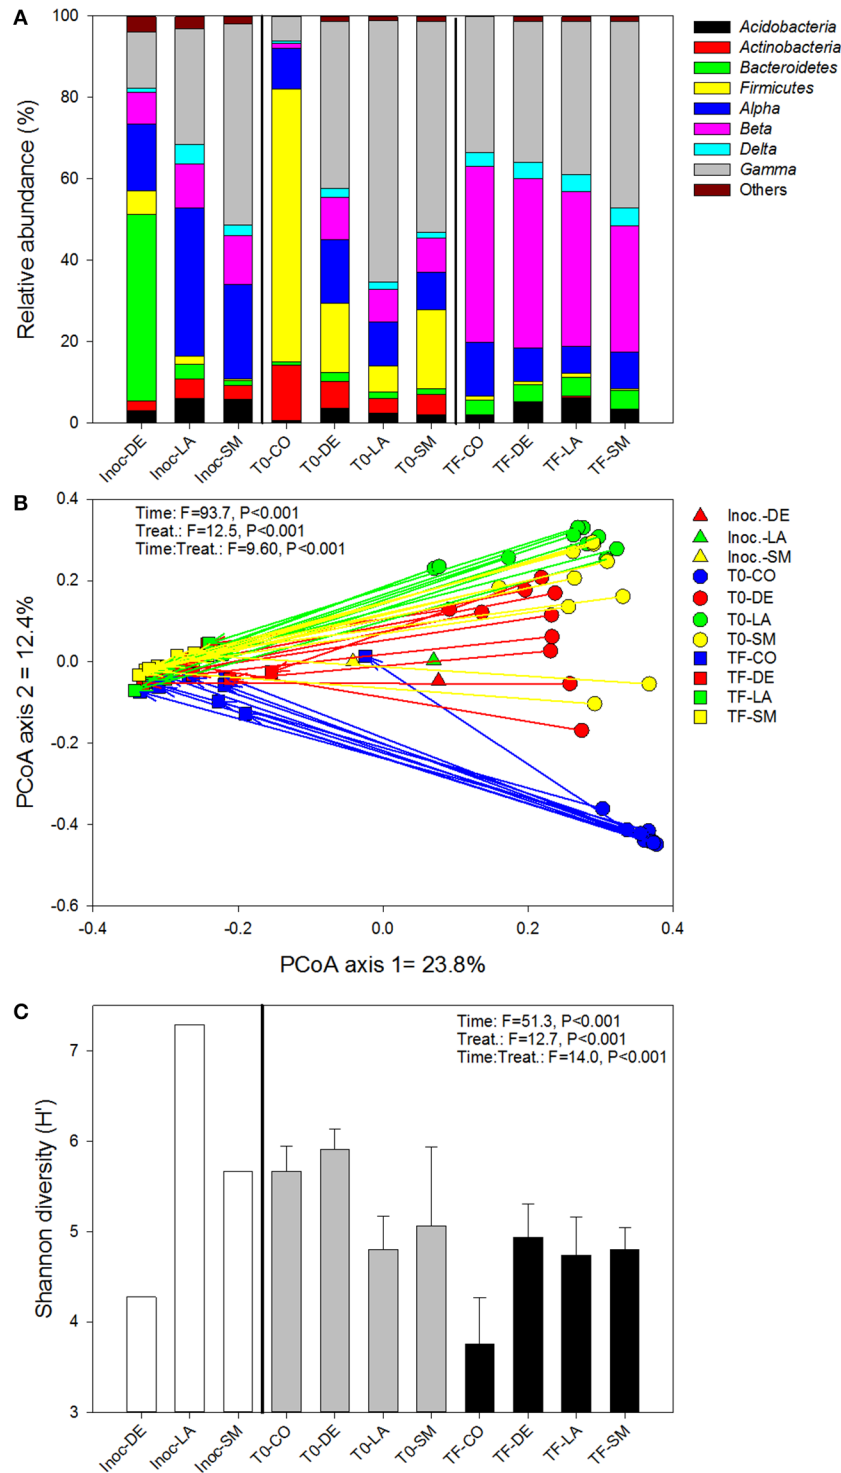 A
Relative abundance (%)
100
80
60
40
20
0
Inoc-DE
Inoc-LA
Inoc-SM
T0-CO
T0-DE
T0-LA
T0-SM
TF-CO
TF-DE
TF-LA
TF-SM
Acidobacteria
Actinobacteria
Bacteroidetes
Firmicutes
Alpha
Beta
Delta
Gamma
Others
B
Time: F=93.7, P<0.001
Treat.: F=12.5, P<0.001
Time:Treat.: F=9.60, P<0.001
PCoA axis 2 = 12.4%
0.4
0.2
0.0
-0.2
-0.4
-0.6
-0.4
-0.2
0.0
0.2
0.4
PCoA axis 1= 23.8%
Inoc.-DE
Inoc.-LA
Inoc.-SM
T0-CO
T0-DE
T0-LA
T0-SM
TF-CO
TF-DE
TF-LA
TF-SM
C
Time: F=51.3, P<0.001
Treat.: F=12.7, P<0.001
Time:Treat.: F=14.0, P<0.001
Shannon diversity (H')
7
6
5
4
3
Inoc-DE
Inoc-LA
Inoc-SM
T0-CO
T0-DE
T0-LA
T0-SM
TF-CO
TF-DE
TF-LA
TF-SM